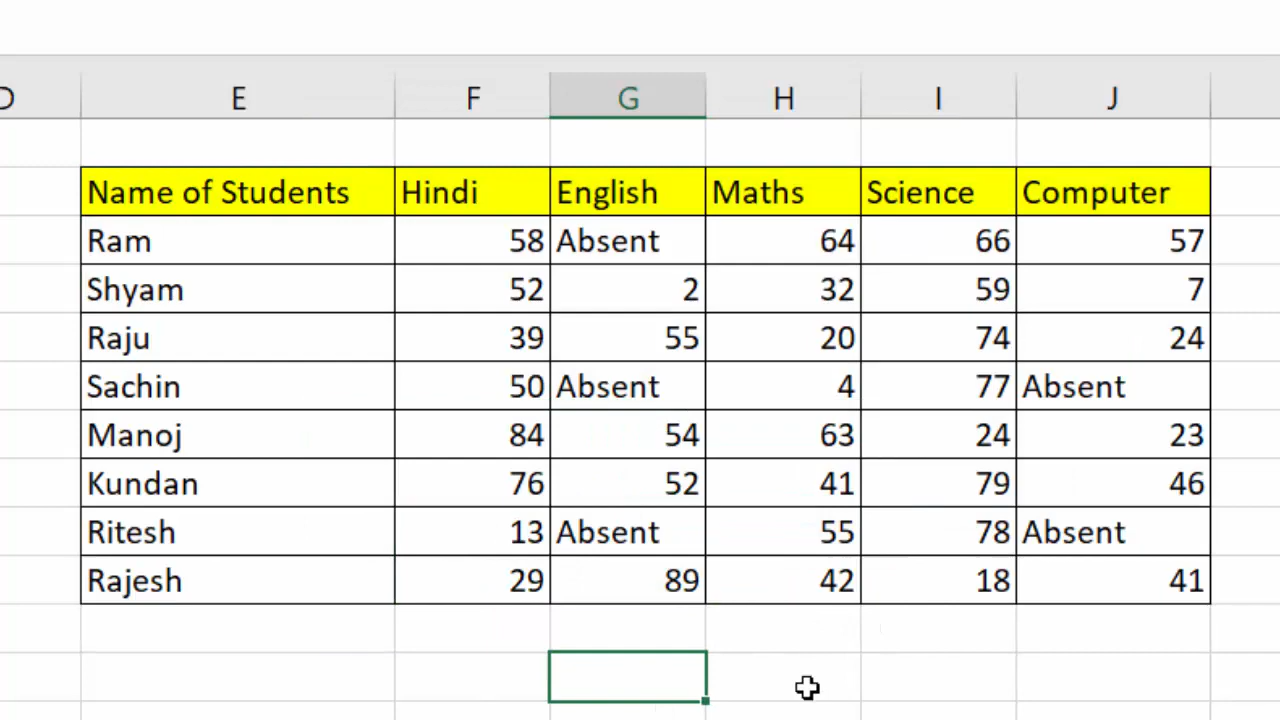 D E F G H I J
Name of Students Hindi English Maths Science Computer
Ram 58 Absent 64 66 57
Shyam 52 2 32 59 7
Raju 39 55 20 74 24
Sachin 50 Absent 4 77 Absent
Manoj 84 54 63 24 23
Kundan 76 52 41 79 46
Ritesh 13 Absent 55 78 Absent
Rajesh 29 89 42 18 41